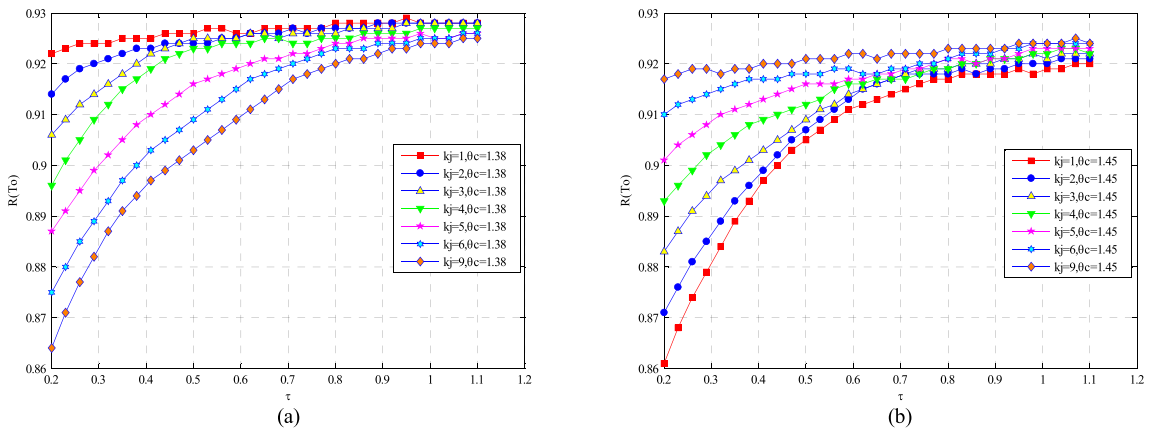 0.93
0.92
0.91
0.9
0.89
0.88
0.87
0.86
R(To)
0.2 0.3 0.4 0.5 0.6 0.7 0.8 0.9 1 1.1 1.2
τ
kj=1,θc=1.38
kj=2,θc=1.38
kj=3,θc=1.38
kj=4,θc=1.38
kj=5,θc=1.38
kj=6,θc=1.38
kj=9,θc=1.38
(a)
0.93
0.92
0.91
0.9
0.89
0.88
0.87
0.86
R(To)
0.2 0.3 0.4 0.5 0.6 0.7 0.8 0.9 1 1.1 1.2
τ
kj=1,θc=1.45
kj=2,θc=1.45
kj=3,θc=1.45
kj=4,θc=1.45
kj=5,θc=1.45
kj=6,θc=1.45
kj=9,θc=1.45
(b)